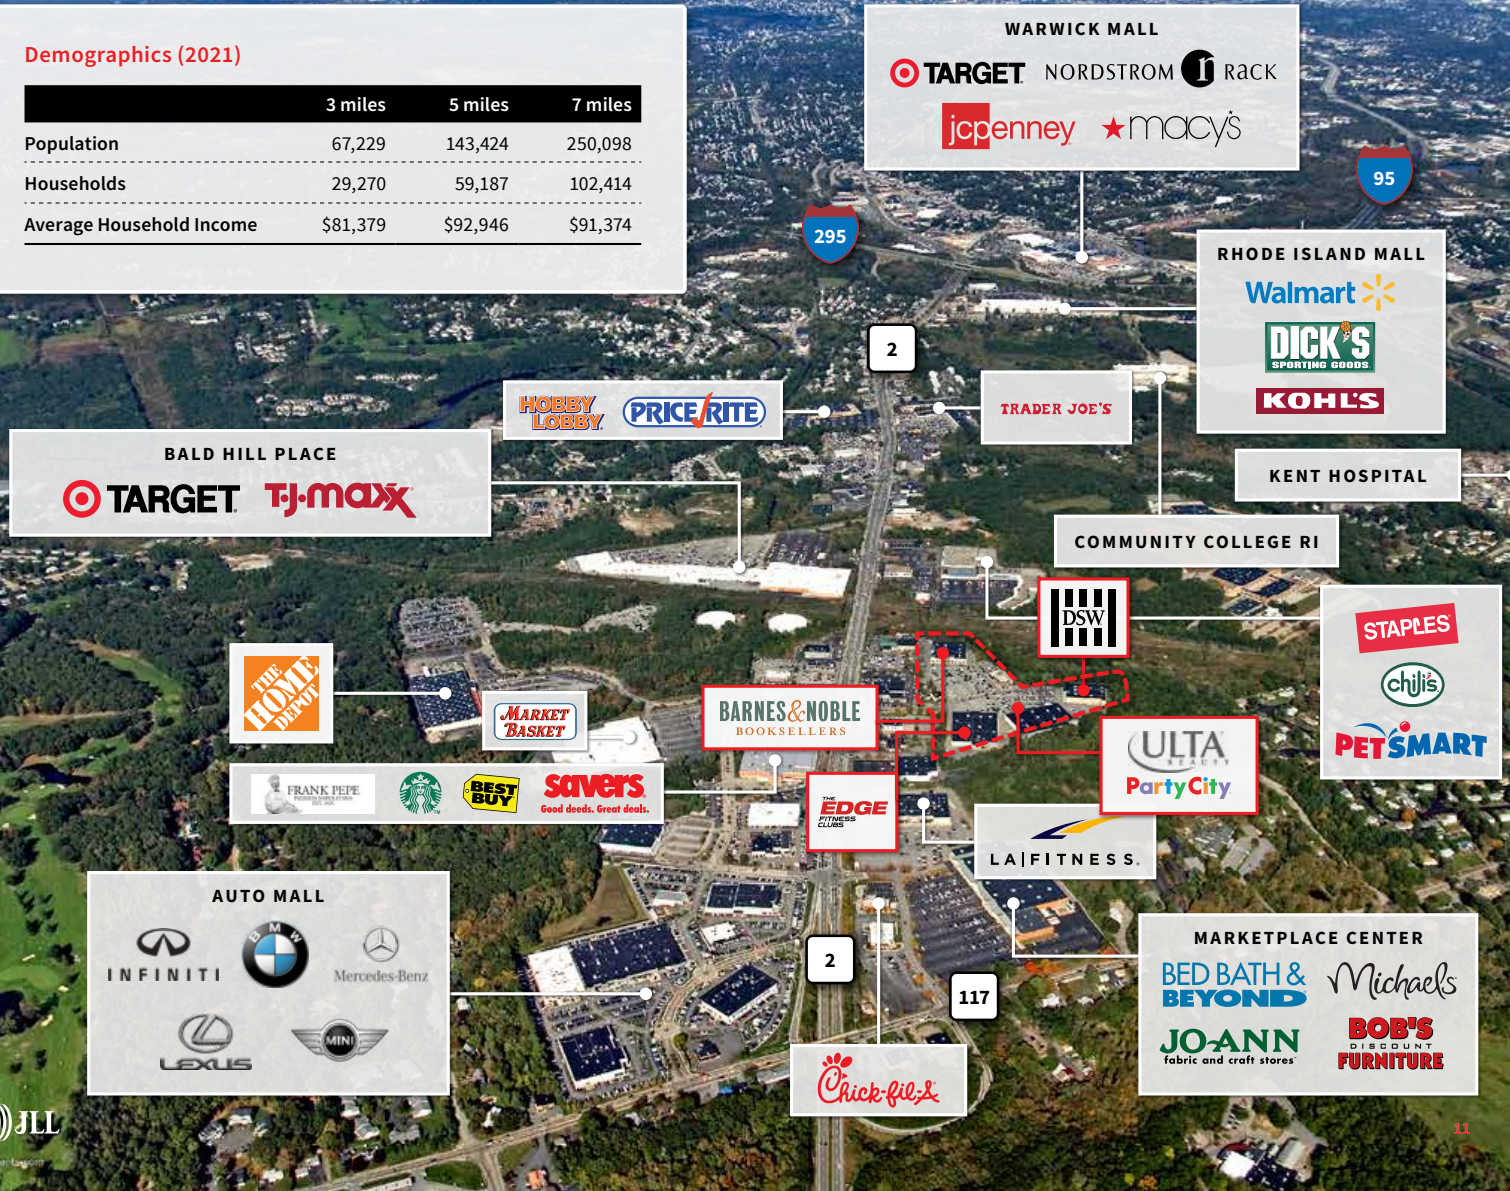 Demographics (2021)
3 miles 5 miles 7 miles
Population 67,229 143,424 250,098
Households 29,270 59,187 102,414
Average Household Income $81,379 $92,946 $91,374
WARWICK MALL
TARGET NORDSTROM r RACK
jcpenney macy's
95
295
RHODE ISLAND MALL
Walmart
DICK'S
SPORTING GOODS
KOHL'S
2
HOBBY
LOBBY
PRICE RITE
TRADER JOE'S
BALD HILL PLACE
TARGET T.J.maxx
KENT HOSPITAL
COMMUNITY COLLEGE RI
DSW
STAPLES
chili's
PETSMART
THE
HOME
DEPOT
MARKET
BASKET
BARNES&NOBLE
BOOKSELLERS
ULTA
BEAUTY
PartyCity
FRANK PEPE
BEST
BUY
savers
Good deeds. Great deals.
THE
EDGE
FITNESS
CLUBS
LA|FITNESS.
AUTO MALL
INFINITI
BMW
Mercedes-Benz
LEXUS
MINI
2
117
MARKETPLACE CENTER
BED BATH &
BEYOND
Michaels
JO-ANN
fabric and craft stores
BOB'S
DISCOUNT
FURNITURE
Chick-fil-A
JLL
11